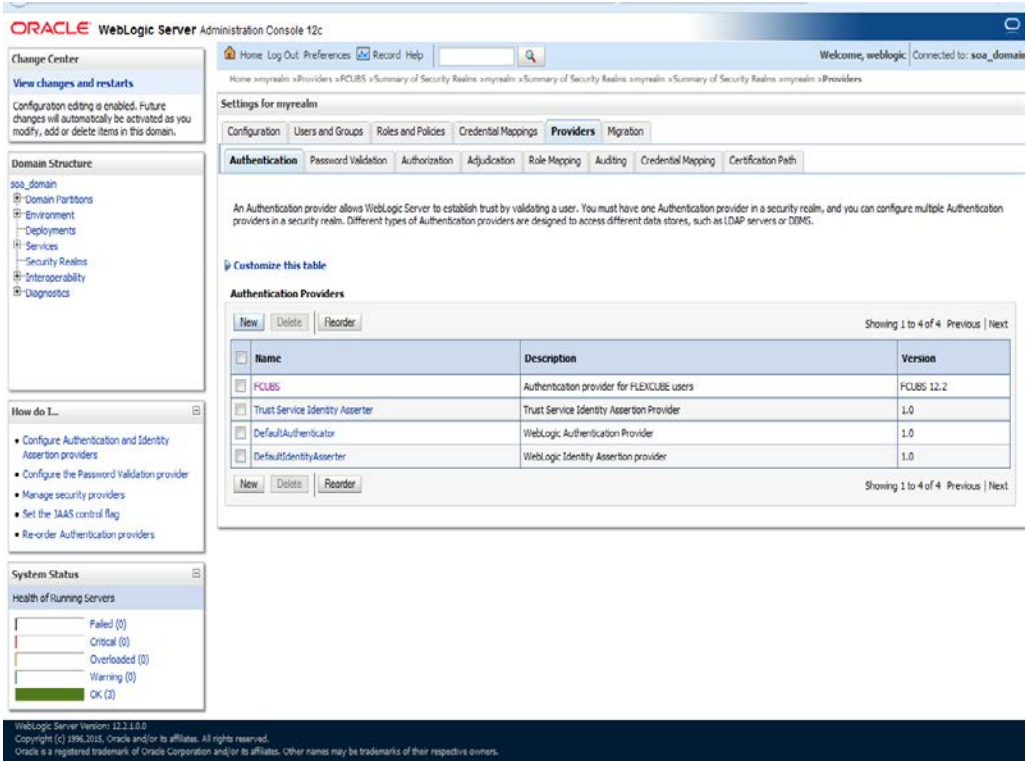 ORACLE WebLogic Server Administration Console 12c
Change Center
View changes and restarts
Configuration editing is enabled. Future
changes will automatically be activated as you
modify, add or delete items in this domain.
Domain Structure
soa_domain
Domain Partitions
Environment
Deployments
Services
Security Realms
Interoperability
Diagnostics
How do I...
Configure Authentication and Identity
Assertion providers
Configure the Password Validation provider
Manage security providers
Set the JAAS control flag
Re-order Authentication providers
System Status
Health of Running Servers
Failed (0)
Critical (0)
Overloaded (0)
Warning (0)
OK (3)
Home Log Out Preferences Record Help
Welcome, weblogic Connected to: soa_domain
Home >myrealm >Providers >FCUBS >Summary of Security Realms >myrealm >Summary of Security Realms >myrealm >Summary of Security Realms >myrealm >Providers
Settings for myrealm
Configuration Users and Groups Roles and Policies Credential Mappings Providers Migration
Authentication Password Validation Authorization Adjudication Role Mapping Auditing Credential Mapping Certification Path
An Authentication provider allows WebLogic Server to establish trust by validating a user. You must have one Authentication provider in a security realm, and you can configure multiple Authentication
providers in a security realm. Different types of Authentication providers are designed to access different data stores, such as LDAP servers or DBMS.
Customize this table
Authentication Providers
New Delete Reorder
Showing 1 to 4 of 4 Previous | Next
Name Description Version
FCUBS Authentication provider for FLEXCUBE users FCUBS 12.2
Trust Service Identity Asserter Trust Service Identity Assertion Provider 1.0
DefaultAuthenticator WebLogic Authentication Provider 1.0
DefaultIdentityAsserter WebLogic Identity Assertion provider 1.0
New Delete Reorder
Showing 1 to 4 of 4 Previous | Next
WebLogic Server Version: 12.2.1.0.0
Copyright (c) 1996,2015, Oracle and/or its affiliates. All rights reserved.
Oracle is a registered trademark of Oracle Corporation and/or its affiliates. Other names may be trademarks of their respective owners.